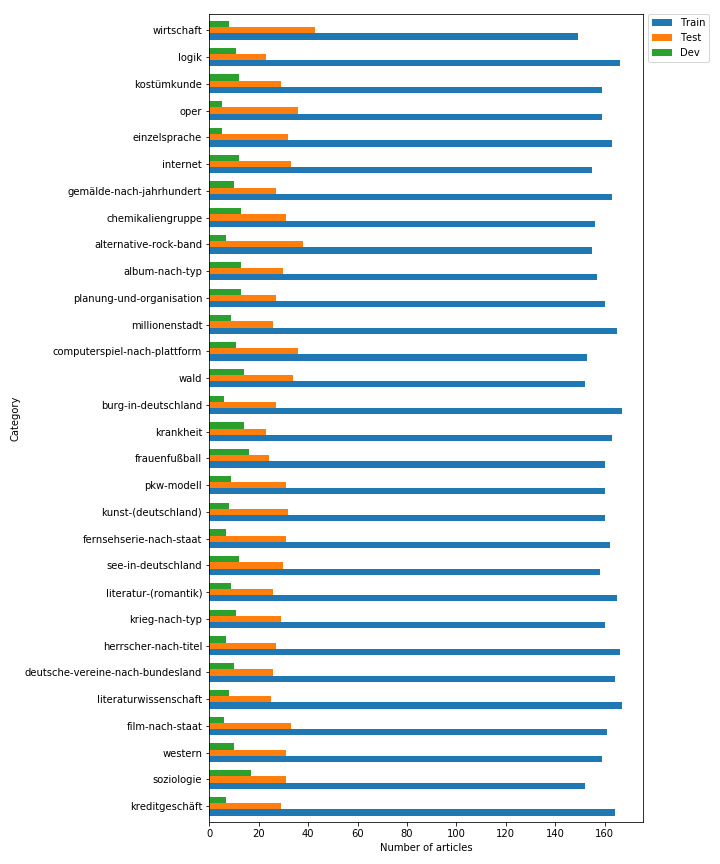 Train
Test
Dev
wirtschaft
logik
kostümkunde
oper
einzelsprache
internet
gemälde-nach-jahrhundert
chemikaliengruppe
alternative-rock-band
album-nach-typ
planung-und-organisation
millionenstadt
computerspiel-nach-plattform
wald
burg-in-deutschland
krankheit
frauenfußball
pkw-modell
kunst-(deutschland)
fernsehserie-nach-staat
see-in-deutschland
literatur-(romantik)
krieg-nach-typ
herrscher-nach-titel
deutsche-vereine-nach-bundesland
literaturwissenschaft
film-nach-staat
western
soziologie
kreditgeschäft
Category
0 20 40 60 80 100 120 140 160
Number of articles